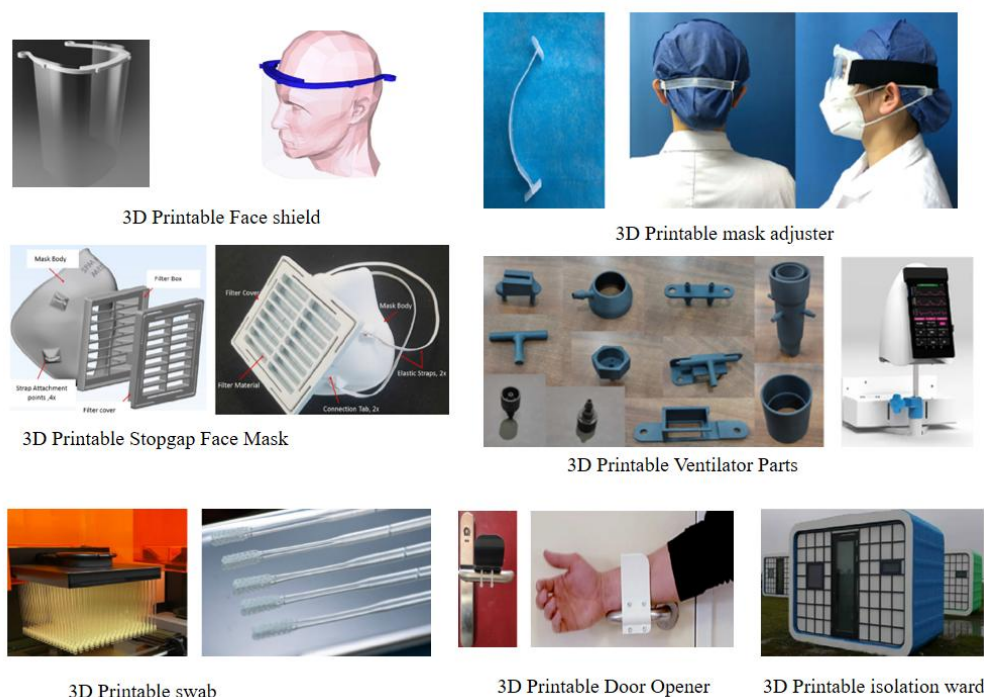 3D Printable Face shield
3D Printable mask adjuster
Mask Body
Filter Box
Strap Attachment
points ,4x
Filter cover
Filter Cover
Mask Body
Filter Material
Elastic Straps, 2x
Connection Tab, 2x
3D Printable Stopgap Face Mask
3D Printable Ventilator Parts
3D Printable swab
3D Printable Door Opener
3D Printable isolation ward